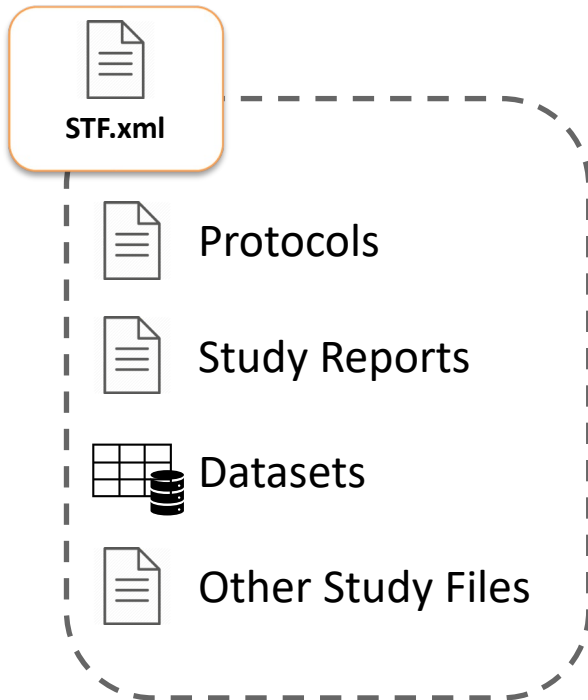 STF.xml
Protocols
Study Reports
Datasets
Other Study Files